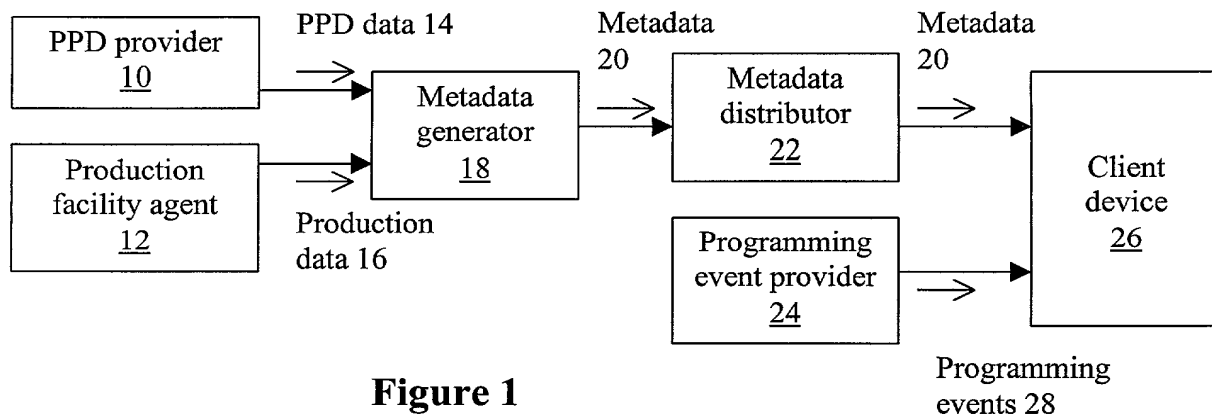 PPD provider
10
PPD data 14
Production
facility agent
12
Production
data 16
Metadata
generator
18
Metadata
20
Metadata
distributor
22
Metadata
20
Programming
event provider
24
Client
device
26
Programming
events 28
Figure 1